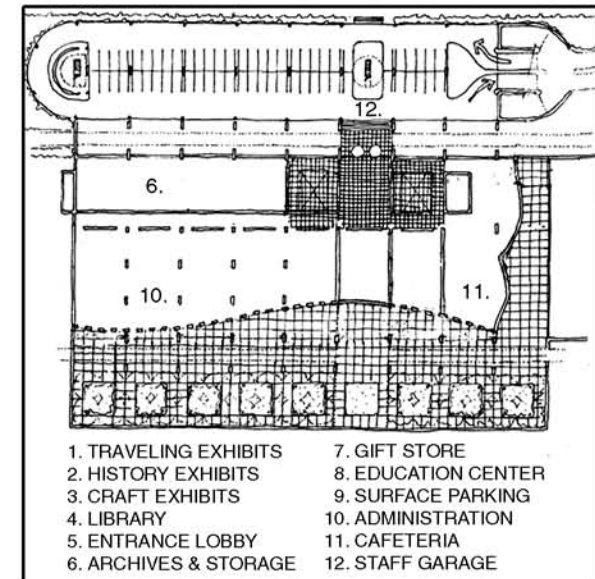 12.
6.
10.
11.
1. TRAVELING EXHIBITS
2. HISTORY EXHIBITS
3. CRAFT EXHIBITS
4. LIBRARY
5. ENTRANCE LOBBY
6. ARCHIVES & STORAGE
7. GIFT STORE
8. EDUCATION CENTER
9. SURFACE PARKING
10. ADMINISTRATION
11. CAFETERIA
12. STAFF GARAGE